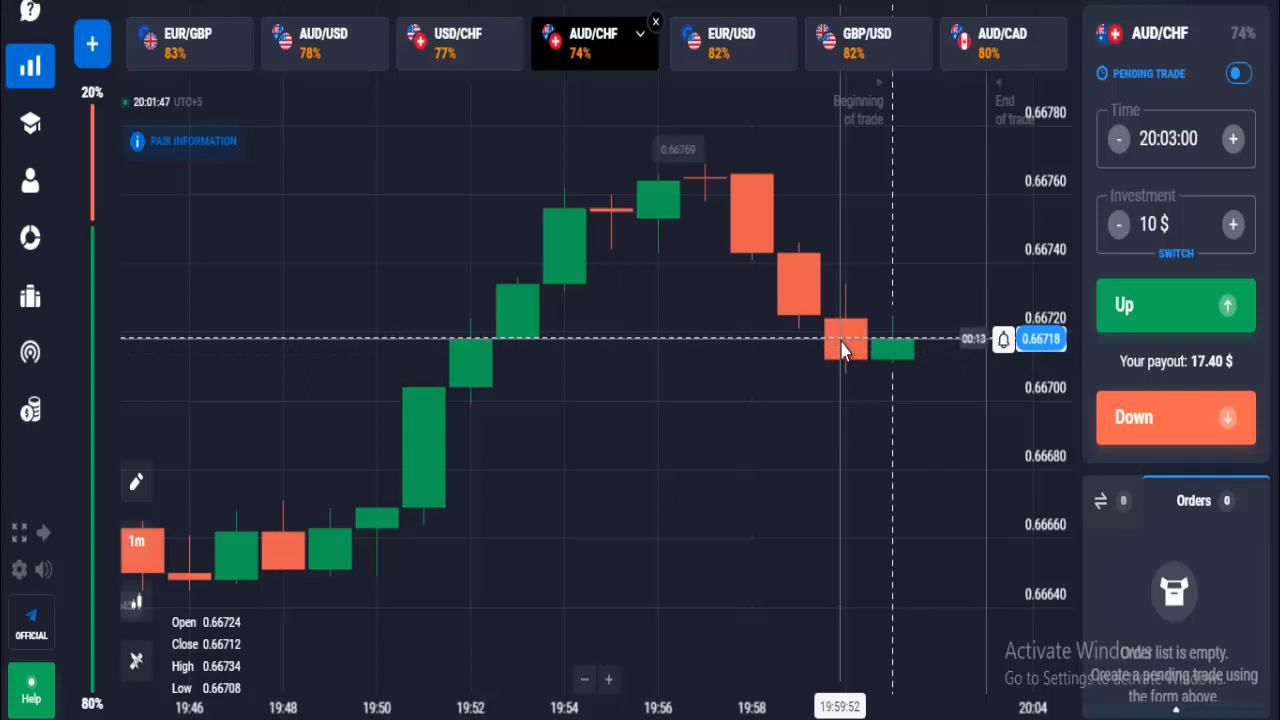 EUR/GBP
83%
AUD/USD
78%
USD/CHF
77%
AUD/CHF
74%
EUR/USD
82%
GBP/USD
82%
AUD/CAD
80%
AUD/CHF
74%
20%
20:01:47 UTC+5
PAIR INFORMATION
Beginning
of trade
End
of trade
0.66769
0.66780
0.66760
0.66740
0.66720
0.66718
0.66700
0.66680
0.66660
0.66640
00:13
PENDING TRADE
Time
- 20:03:00 +
Investment
- 10 $ +
SWITCH
Up
Your payout: 17.40 $
Down
0
Orders 0
Order list is empty.
Create a pending trade using
the form above.
Activate Windows
Go to Settings to activate Windows.
1m
Open 0.66724
Close 0.66712
High 0.66734
Low 0.66708
OFFICIAL
Help
80%
19:46
19:48
19:50
19:52
19:54
19:56
19:58
19:59:52
20:04